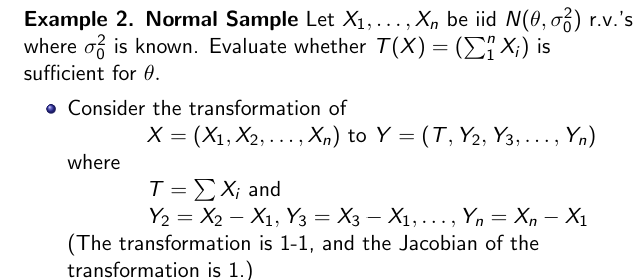 Example 2. Normal Sample Let X₁, . . . , Xₙ be iid N(θ, σ₀²) r.v.'s
where σ₀² is known. Evaluate whether T(X) = (∑₁ⁿ Xᵢ) is
sufficient for θ.
Consider the transformation of
X = (X₁, X₂, . . . , Xₙ) to Y = (T, Y₂, Y₃, . . . , Yₙ)
where
T = ∑ Xᵢ and
Y₂ = X₂ − X₁, Y₃ = X₃ − X₁, . . . , Yₙ = Xₙ − X₁
(The transformation is 1-1, and the Jacobian of the
transformation is 1.)